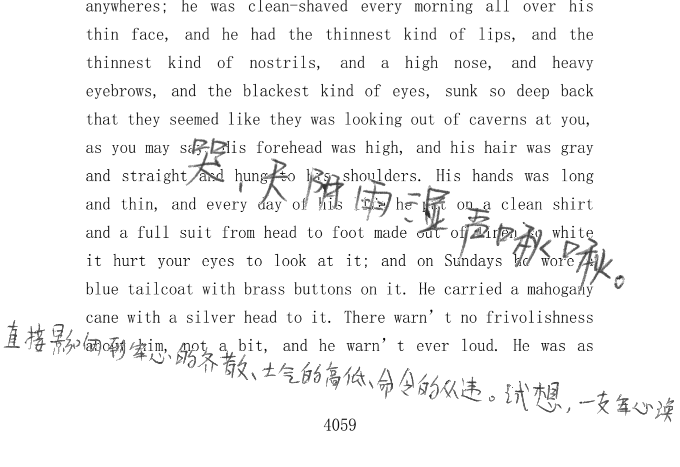 anywheres; he was clean-shaved every morning all over his
thin face, and he had the thinnest kind of lips, and the
thinnest kind of nostrils, and a high nose, and heavy
eyebrows, and the blackest kind of eyes, sunk so deep back
that they seemed like they was looking out of caverns at you,
as you may say. His forehead was high, and his hair was gray
哭,天阴雨湿声啾啾。
and straight and hung to his shoulders. His hands was long
and thin, and every day of his life he put on a clean shirt
and a full suit from head to foot made out of linen so white
it hurt your eyes to look at it; and on Sundays he wore a
blue tailcoat with brass buttons on it. He carried a mahogany
cane with a silver head to it. There warn't no frivolishness
about him, not a bit, and he warn't ever loud. He was as
直接影响到军心的齐散、士气的高低、命令的从违。试想,一支军心涣
4059